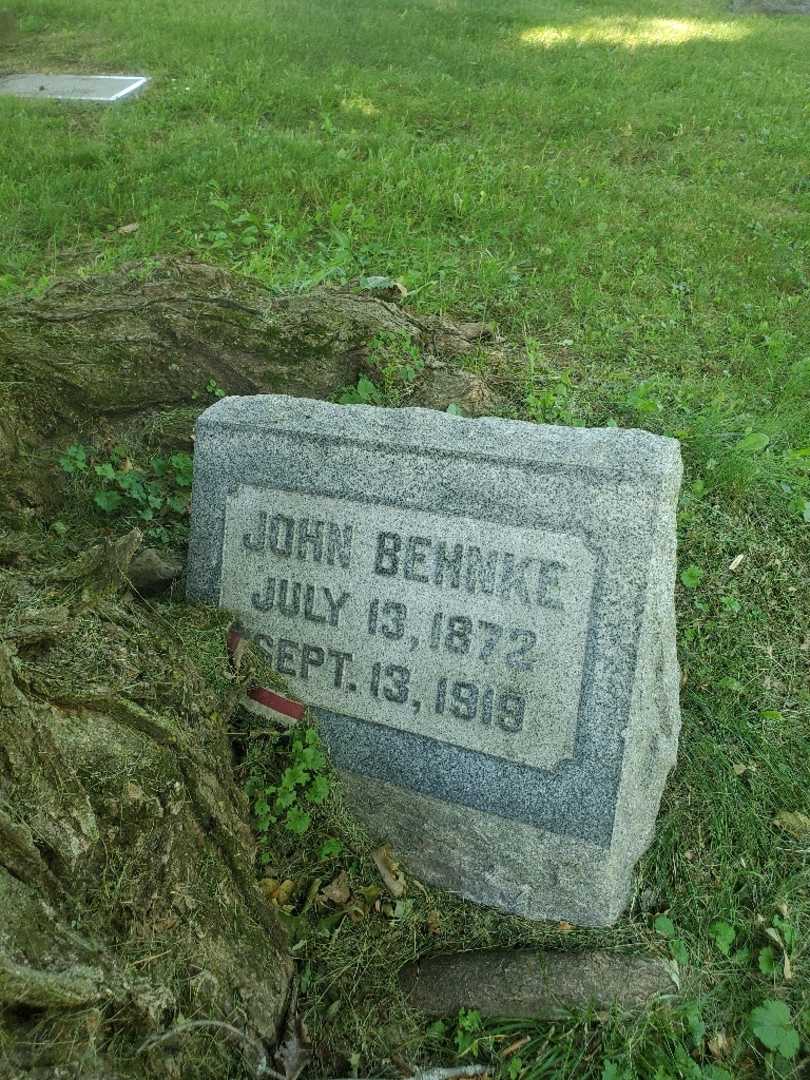 JOHN BEHNKE
JULY 13, 1872
SEPT. 13, 1919